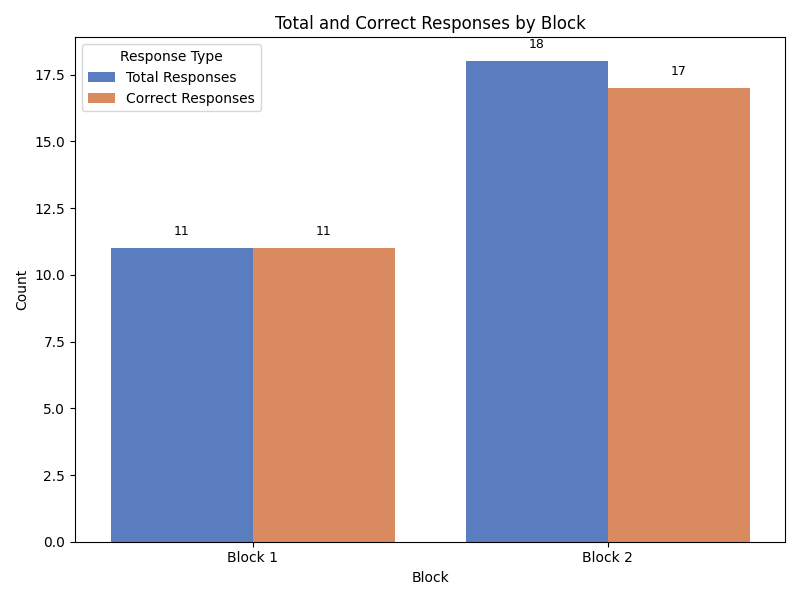 Total and Correct Responses by Block
Response Type
Total Responses
Correct Responses
18
17
11
11
17.5
15.0
12.5
10.0
7.5
5.0
2.5
0.0
Count
Block 1
Block 2
Block